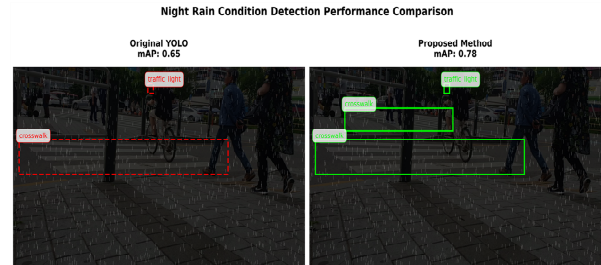 Night Rain Condition Detection Performance Comparison
Original YOLO
mAP: 0.65
traffic light
crosswalk
Proposed Method
mAP: 0.78
traffic light
crosswalk
crosswalk